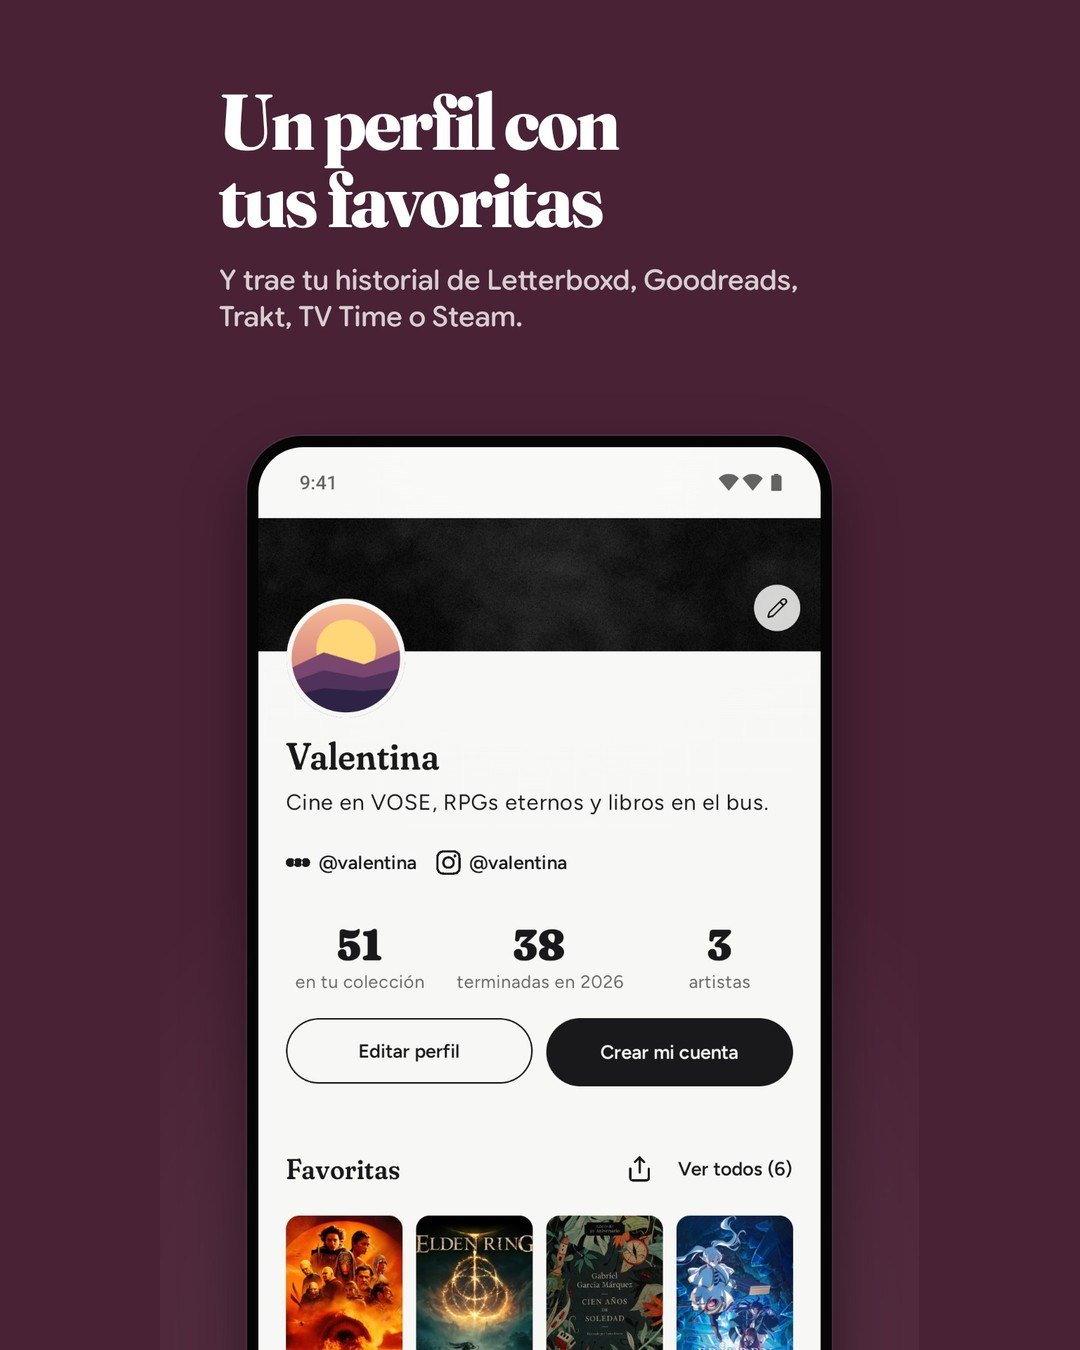 Un perfil con
tus favoritas
Y trae tu historial de Letterboxd, Goodreads,
Trakt, TV Time o Steam.
9:41
Valentina
Cine en VOSE, RPGs eternos y libros en el bus.
@valentina @valentina
51 38 3
en tu colección terminadas en 2026 artistas
Editar perfil Crear mi cuenta
Favoritas Ver todos (6)
ELDEN RING
Gabriel
García Márquez
CIEN AÑOS
DE
SOLEDAD